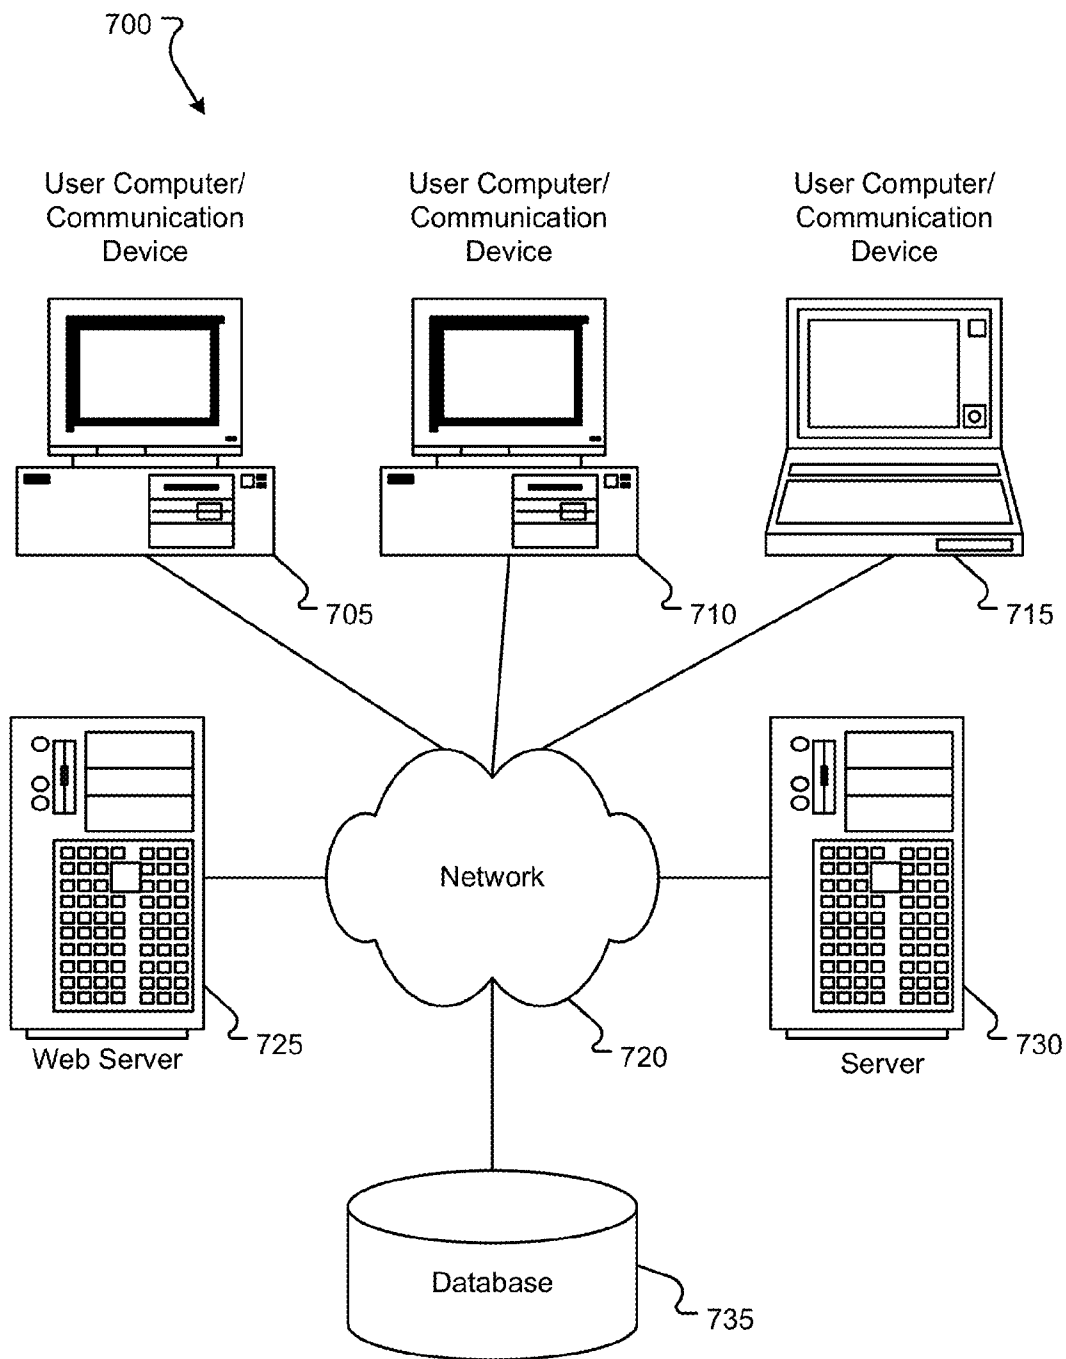 700
User Computer/
Communication
Device
User Computer/
Communication
Device
User Computer/
Communication
Device
705
710
715
Network
725
720
730
Web Server
Server
Database
735